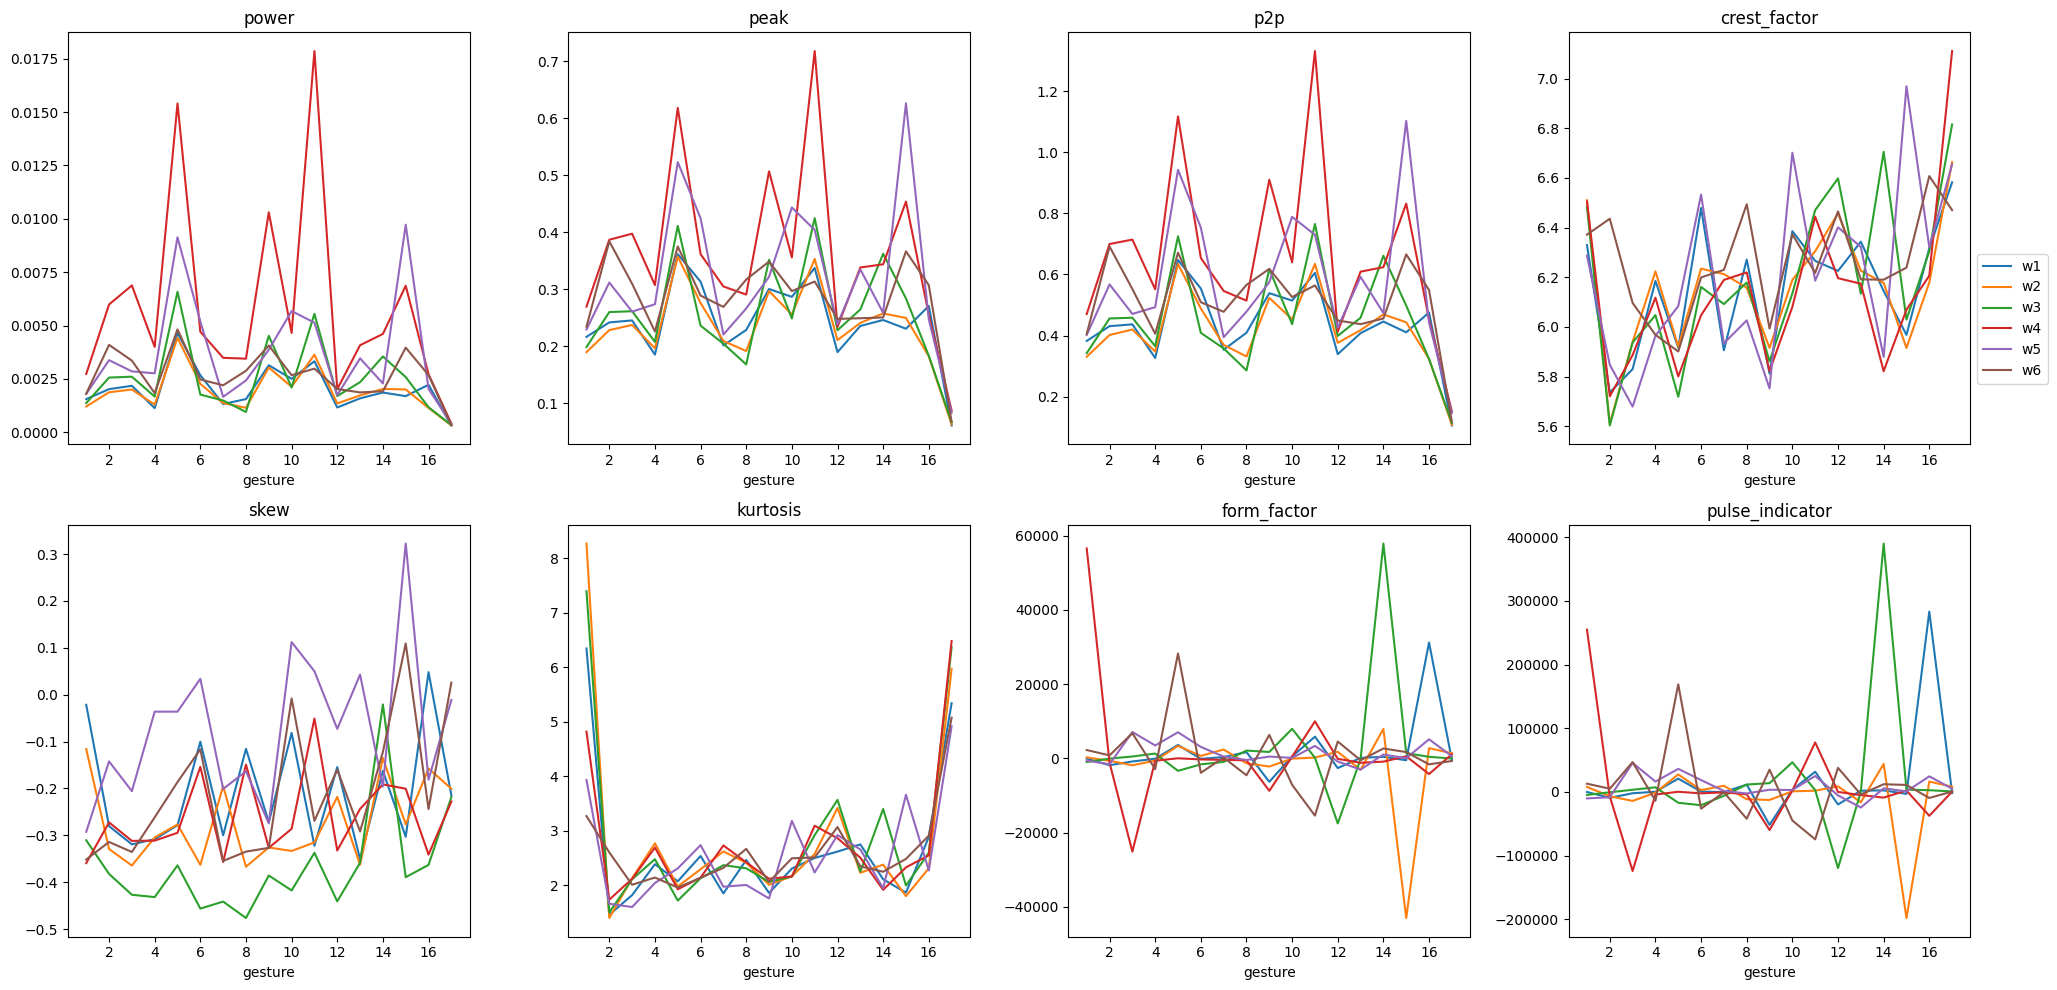 power
0.0175
0.0150
0.0125
0.0100
0.0075
0.0050
0.0025
0.0000
2 4 6 8 10 12 14 16
gesture
peak
0.7
0.6
0.5
0.4
0.3
0.2
0.1
2 4 6 8 10 12 14 16
gesture
p2p
1.2
1.0
0.8
0.6
0.4
0.2
2 4 6 8 10 12 14 16
gesture
crest_factor
7.0
6.8
6.6
6.4
6.2
6.0
5.8
5.6
2 4 6 8 10 12 14 16
gesture
w1
w2
w3
w4
w5
w6
skew
0.3
0.2
0.1
0.0
−0.1
−0.2
−0.3
−0.4
−0.5
2 4 6 8 10 12 14 16
gesture
kurtosis
8
7
6
5
4
3
2
2 4 6 8 10 12 14 16
gesture
form_factor
60000
40000
20000
0
−20000
−40000
2 4 6 8 10 12 14 16
gesture
pulse_indicator
400000
300000
200000
100000
0
−100000
−200000
2 4 6 8 10 12 14 16
gesture